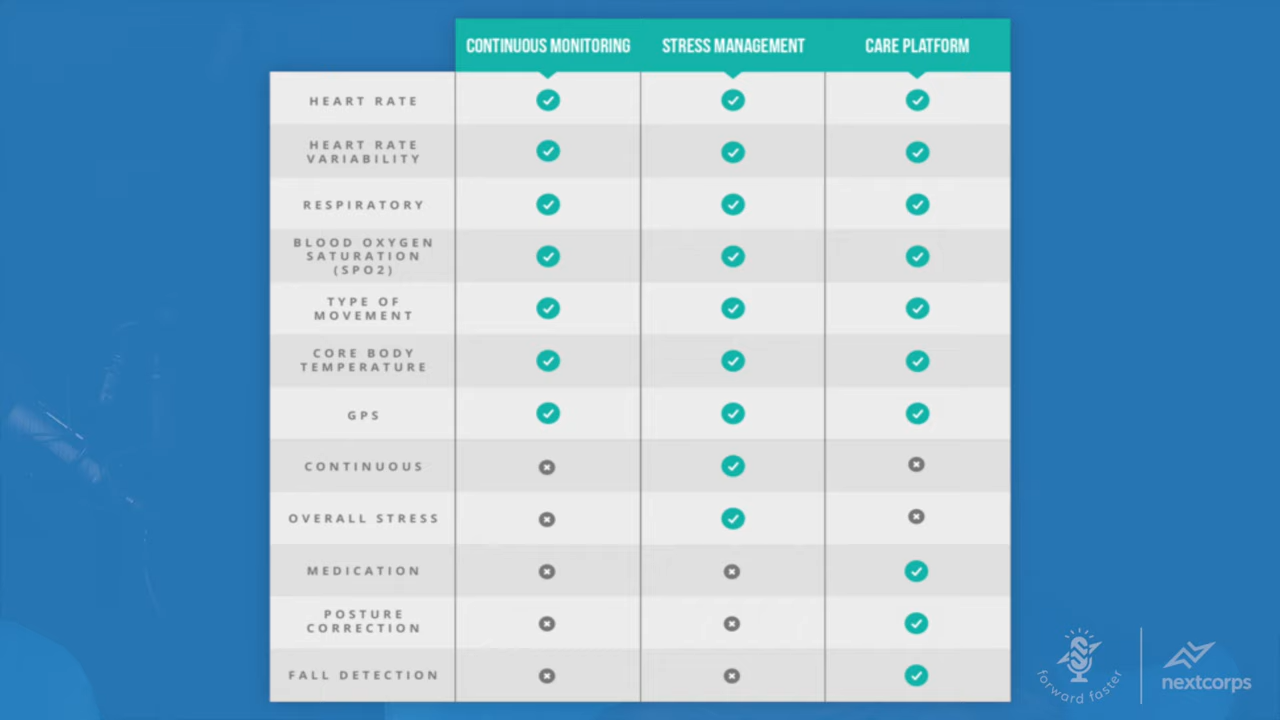 CONTINUOUS MONITORING STRESS MANAGEMENT CARE PLATFORM
HEART RATE
HEART RATE
VARIABILITY
RESPIRATORY
BLOOD OXYGEN
SATURATION
(SPO2)
TYPE OF
MOVEMENT
CORE BODY
TEMPERATURE
GPS
CONTINUOUS
OVERALL STRESS
MEDICATION
POSTURE
CORRECTION
FALL DETECTION
forward faster
nextcorps